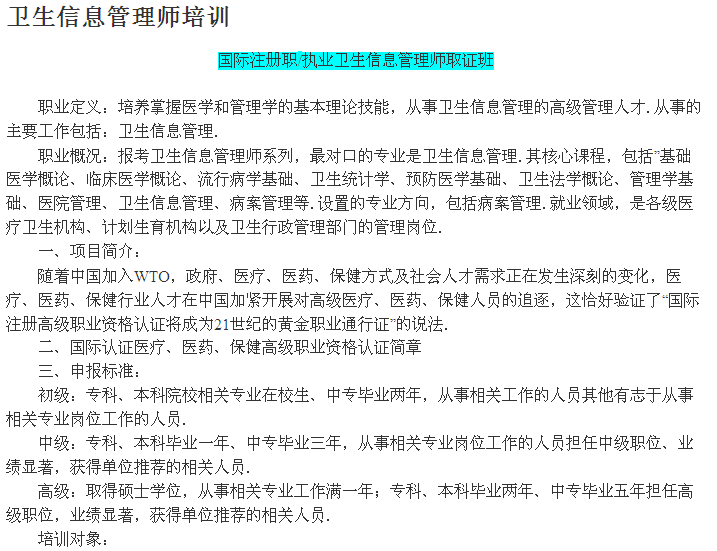 卫生信息管理师培训
国际注册职/执业卫生信息管理师取证班
职业定义：培养掌握医学和管理学的基本理论技能，从事卫生信息管理的高级管理人才.从事的
主要工作包括：卫生信息管理.
职业概况：报考卫生信息管理师系列，最对口的专业是卫生信息管理.其核心课程，包括”基础
医学概论、临床医学概论、流行病学基础、卫生统计学、预防医学基础、卫生法学概论、管理学基
础、医院管理、卫生信息管理、病案管理等.设置的专业方向，包括病案管理.就业领域，是各级医
疗卫生机构、计划生育机构以及卫生行政管理部门的管理岗位.
一、项目简介：
随着中国加入WTO，政府、医疗、医药、保健方式及社会人才需求正在发生深刻的变化，医
疗、医药、保健行业人才在中国加紧开展对高级医疗、医药、保健人员的追逐，这恰好验证了“国际
注册高级职业资格认证将成为21世纪的黄金职业通行证”的说法.
二、国际认证医疗、医药、保健高级职业资格认证简章
三、申报标准：
初级：专科、本科院校相关专业在校生、中专毕业两年，从事相关工作的人员其他有志于从事
相关专业岗位工作的人员.
中级：专科、本科毕业一年、中专毕业三年，从事相关专业岗位工作的人员担任中级职位、业
绩显著，获得单位推荐的相关人员.
高级：取得硕士学位，从事相关专业工作满一年；专科、本科毕业两年、中专毕业五年担任高
级职位，业绩显著，获得单位推荐的相关人员.
培训对象：